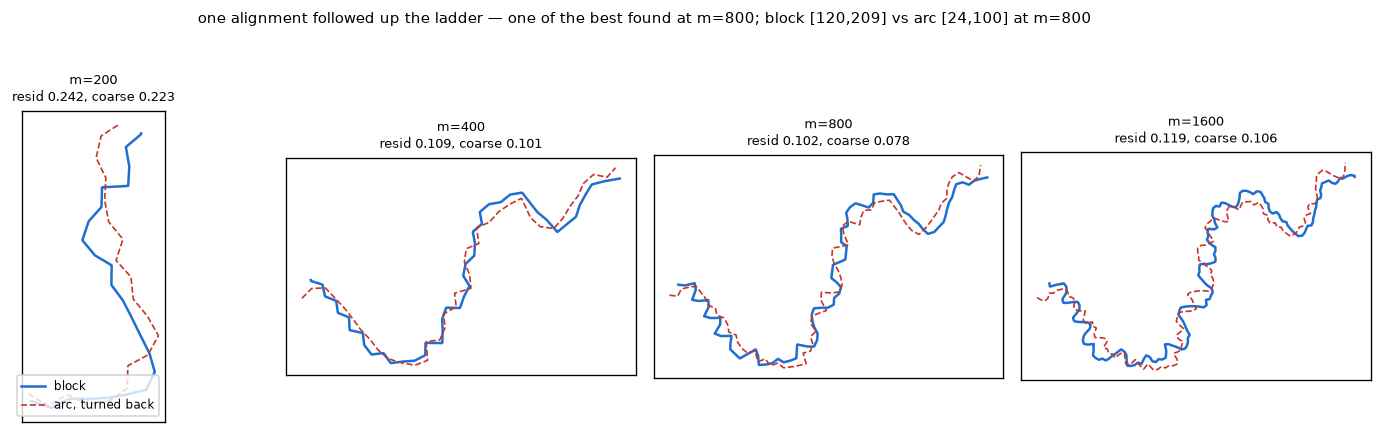 one alignment followed up the ladder — one of the best found at m=800; block [120,209] vs arc [24,100] at m=800
m=200
resid 0.242, coarse 0.223
m=400
resid 0.109, coarse 0.101
m=800
resid 0.102, coarse 0.078
m=1600
resid 0.119, coarse 0.106
block
arc, turned back